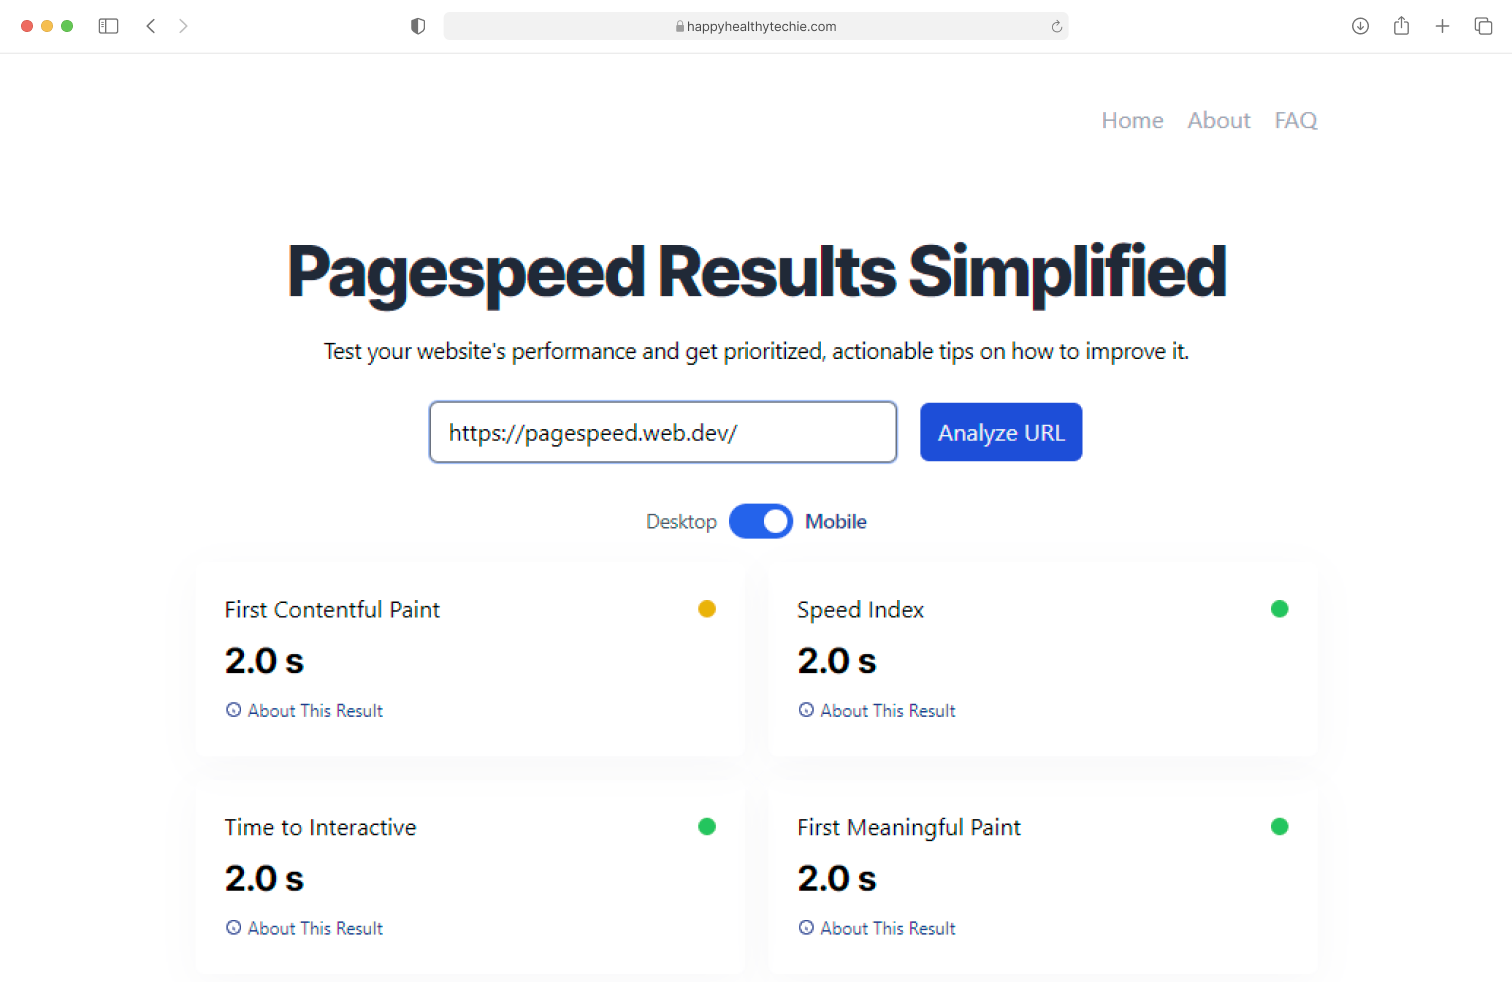 happyhealthytechie.com
Home About FAQ
Pagespeed Results Simplified
Test your website's performance and get prioritized, actionable tips on how to improve it.
https://pagespeed.web.dev/ Analyze URL
Desktop Mobile
First Contentful Paint
2.0 s
About This Result
Speed Index
2.0 s
About This Result
Time to Interactive
2.0 s
About This Result
First Meaningful Paint
2.0 s
About This Result